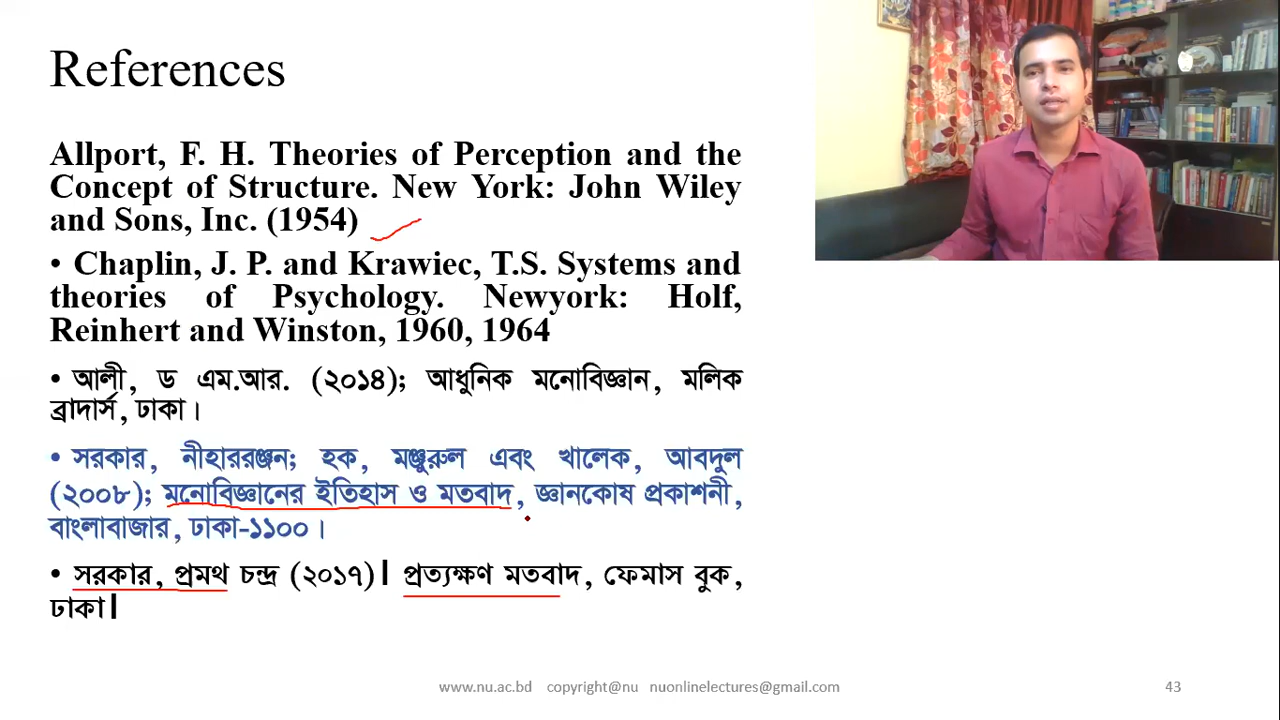 References
Allport, F. H. Theories of Perception and the
Concept of Structure. New York: John Wiley
and Sons, Inc. (1954)
• Chaplin, J. P. and Krawiec, T.S. Systems and
theories of Psychology. Newyork: Holf,
Reinhert and Winston, 1960, 1964
• আলী, ড এম.আর. (২০১৪); আধুনিক মনোবিজ্ঞান, মলিক
ব্রাদার্স, ঢাকা।
• সরকার, নীহাররঞ্জন; হক, মঞ্জুরুল এবং খালেক, আবদুল
(২০০৮); মনোবিজ্ঞানের ইতিহাস ও মতবাদ, জ্ঞানকোষ প্রকাশনী,
বাংলাবাজার, ঢাকা-১১০০।
• সরকার, প্রমথ চন্দ্র (২০১৭)। প্রত্যক্ষণ মতবাদ, ফেমাস বুক,
ঢাকা।
www.nu.ac.bd copyright@nu nuonlinelectures@gmail.com 43